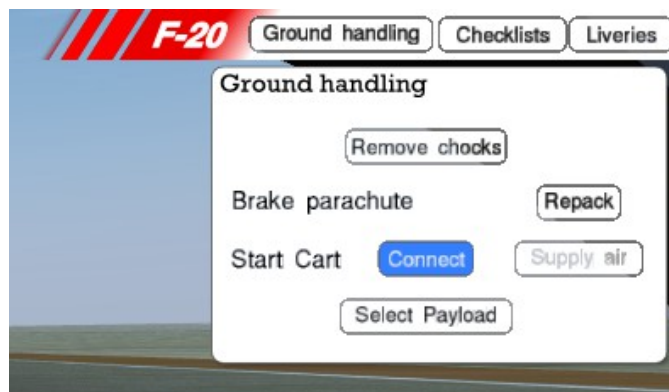 F-20 Ground handling Checklists Liveries
Ground handling
Remove chocks
Brake parachute Repack
Start Cart Connect Supply air
Select Payload